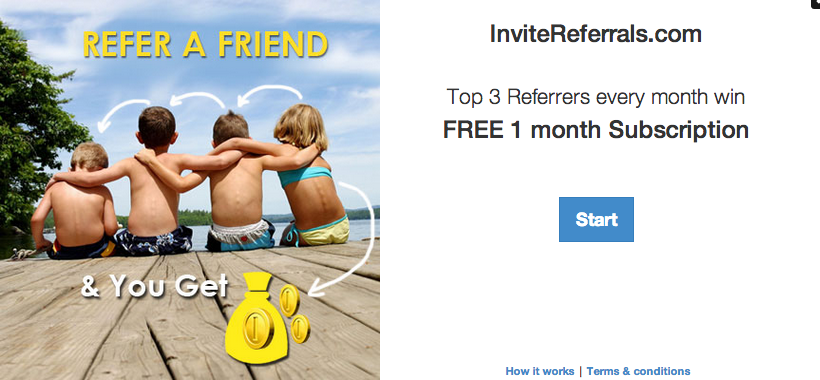 REFER A FRIEND
& You Get
InviteReferrals.com
Top 3 Referrers every month win
FREE 1 month Subscription
Start
How it works | Terms & conditions